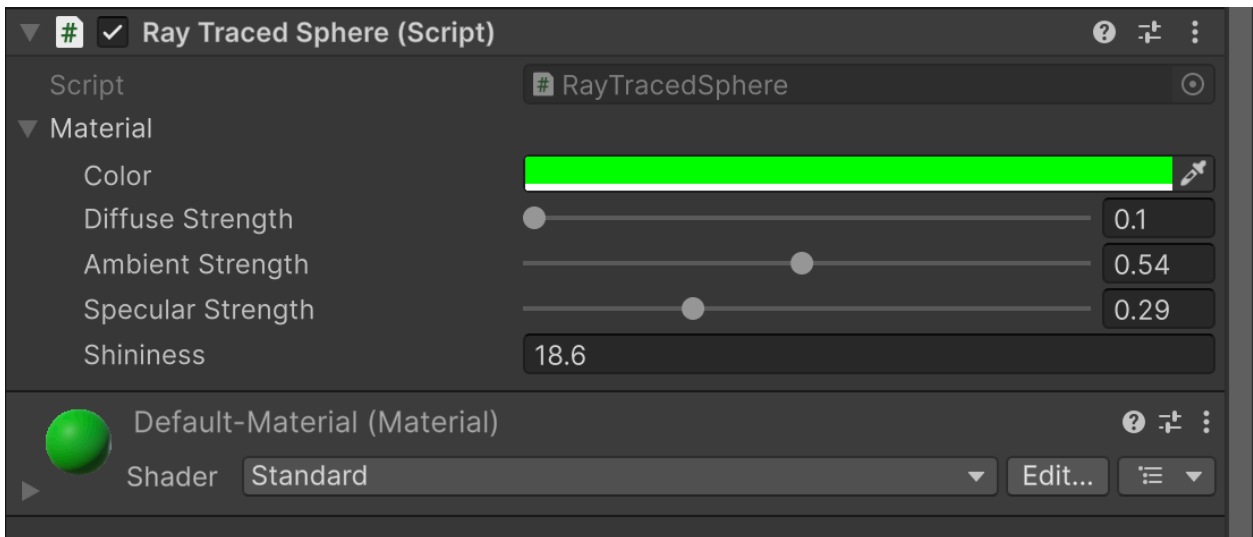 # Ray Traced Sphere (Script)
Script # RayTracedSphere
Material
Color
Diffuse Strength 0.1
Ambient Strength 0.54
Specular Strength 0.29
Shininess 18.6
Default-Material (Material)
Shader Standard Edit...